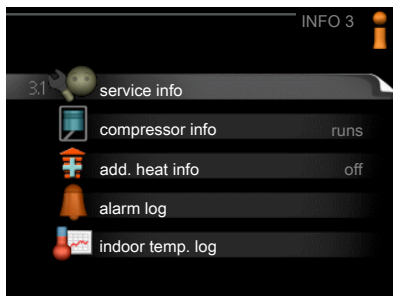 INFO 3
3.1 service info
compressor info runs
add. heat info off
alarm log
indoor temp. log